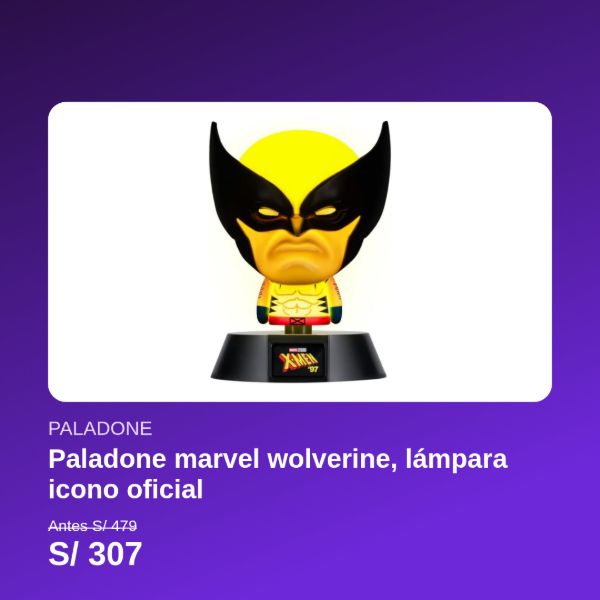 MARVEL STUDIOS
X-MEN
'97
PALADONE
Paladone marvel wolverine, lámpara
icono oficial
Antes S/ 479
S/ 307